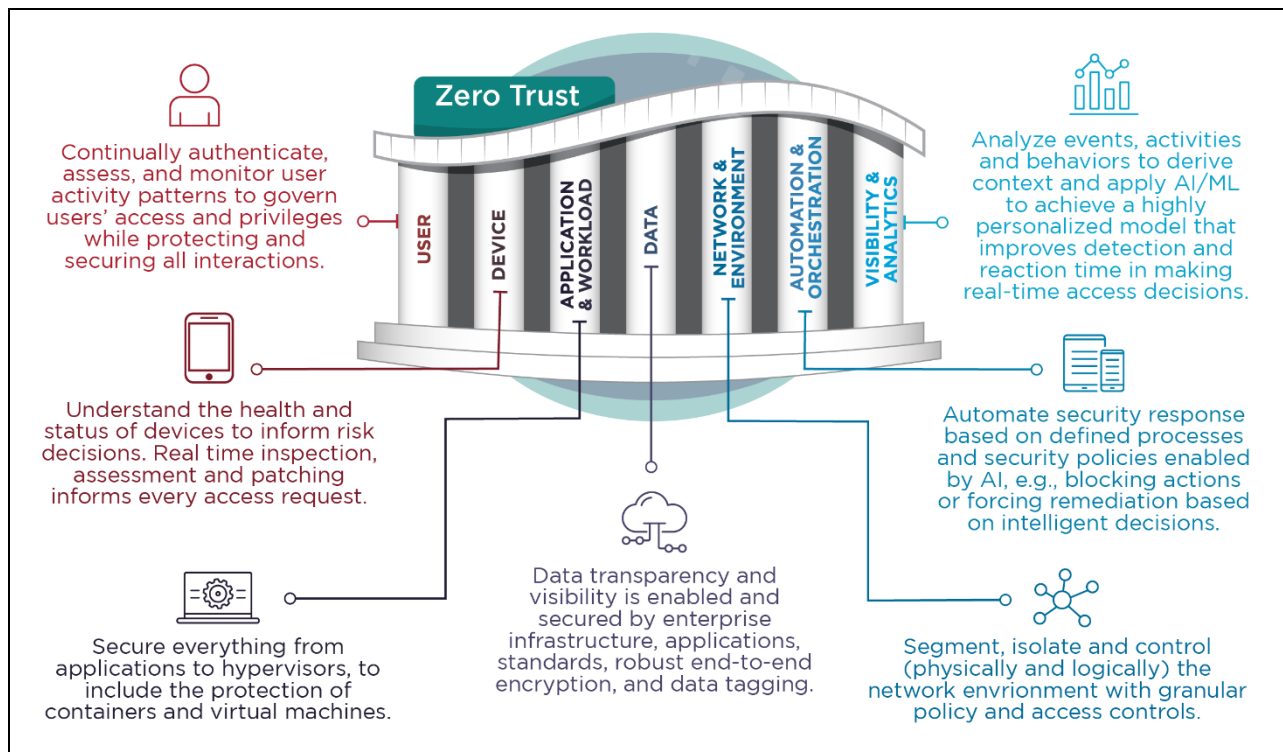 Zero Trust
USER
DEVICE
APPLICATION
& WORKLOAD
DATA
NETWORK &
ENVIRONMENT
AUTOMATION &
ORCHESTRATION
VISIBILITY &
ANALYTICS
Continually authenticate,
assess, and monitor user
activity patterns to govern
users’ access and privileges
while protecting and
securing all interactions.
Understand the health and
status of devices to inform risk
decisions. Real time inspection,
assessment and patching
informs every access request.
Secure everything from
applications to hypervisors, to
include the protection of
containers and virtual machines.
Data transparency and
visibility is enabled and
secured by enterprise
infrastructure, applications,
standards, robust end-to-end
encryption, and data tagging.
Analyze events, activities
and behaviors to derive
context and apply AI/ML
to achieve a highly
personalized model that
improves detection and
reaction time in making
real-time access decisions.
Automate security response
based on defined processes
and security policies enabled
by AI, e.g., blocking actions
or forcing remediation based
on intelligent decisions.
Segment, isolate and control
(physically and logically) the
network envrionment with granular
policy and access controls.